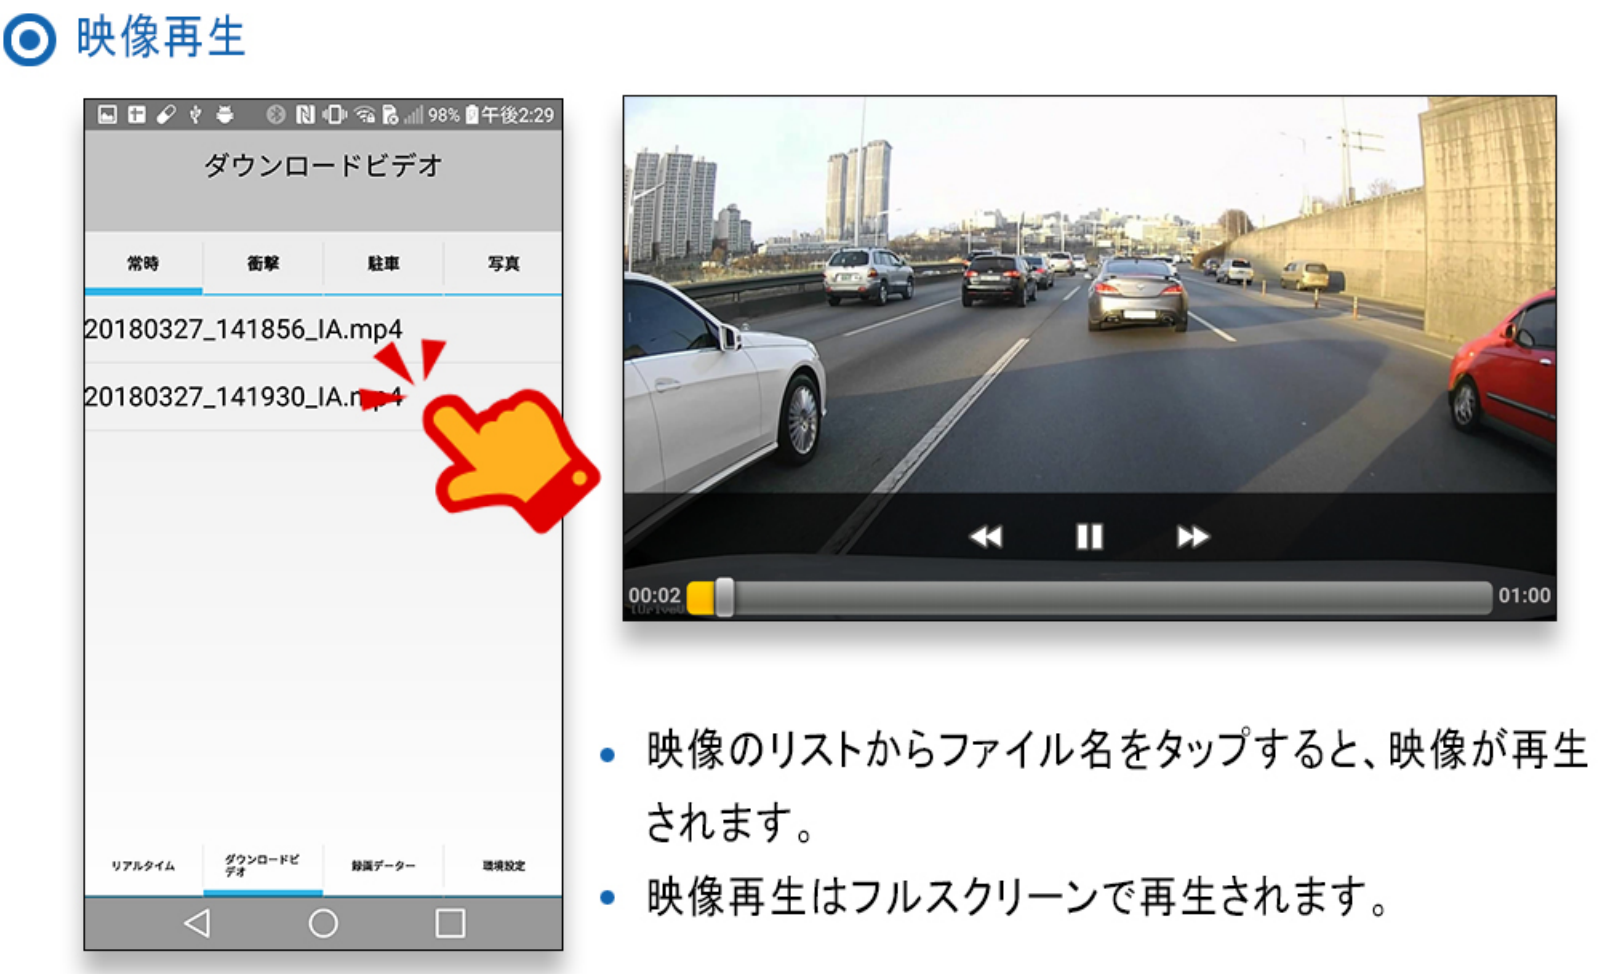 映像再生
98% 午後2:29
ダウンロードビデオ
常時 衝撃 駐車 写真
20180327_141856_IA.mp4
20180327_141930_IA.mp4
リアルタイム ダウンロードビ 録画データー 環境設定
デオ
00:02 01:00
映像のリストからファイル名をタップすると、映像が再生
されます。
映像再生はフルスクリーンで再生されます。